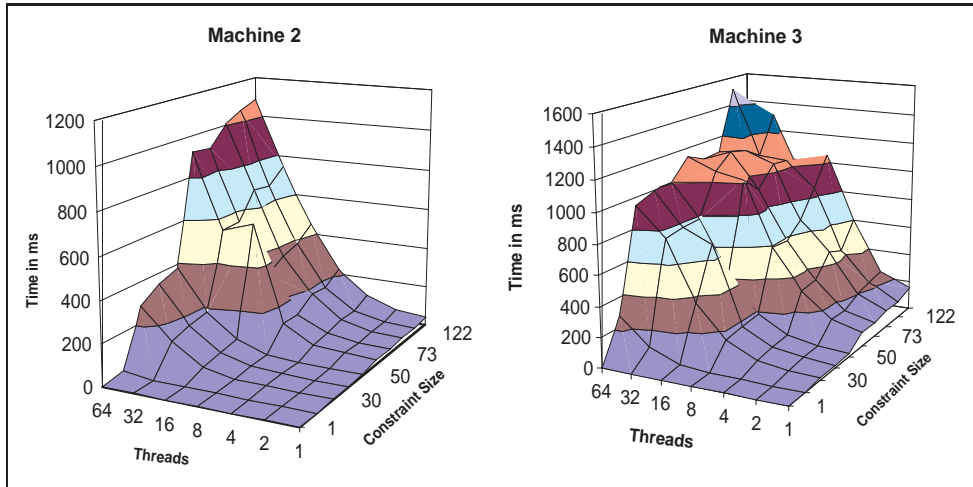 Machine 2
1200
1000
800
600
400
200
0
Time in ms
64 32 16 8 4 2 1
Threads
1 30 50 73 122
Constraint Size
Machine 3
1600
1400
1200
1000
800
600
400
200
0
Time in ms
64 32 16 8 4 2 1
Threads
1 30 50 73 122
Constraint Size